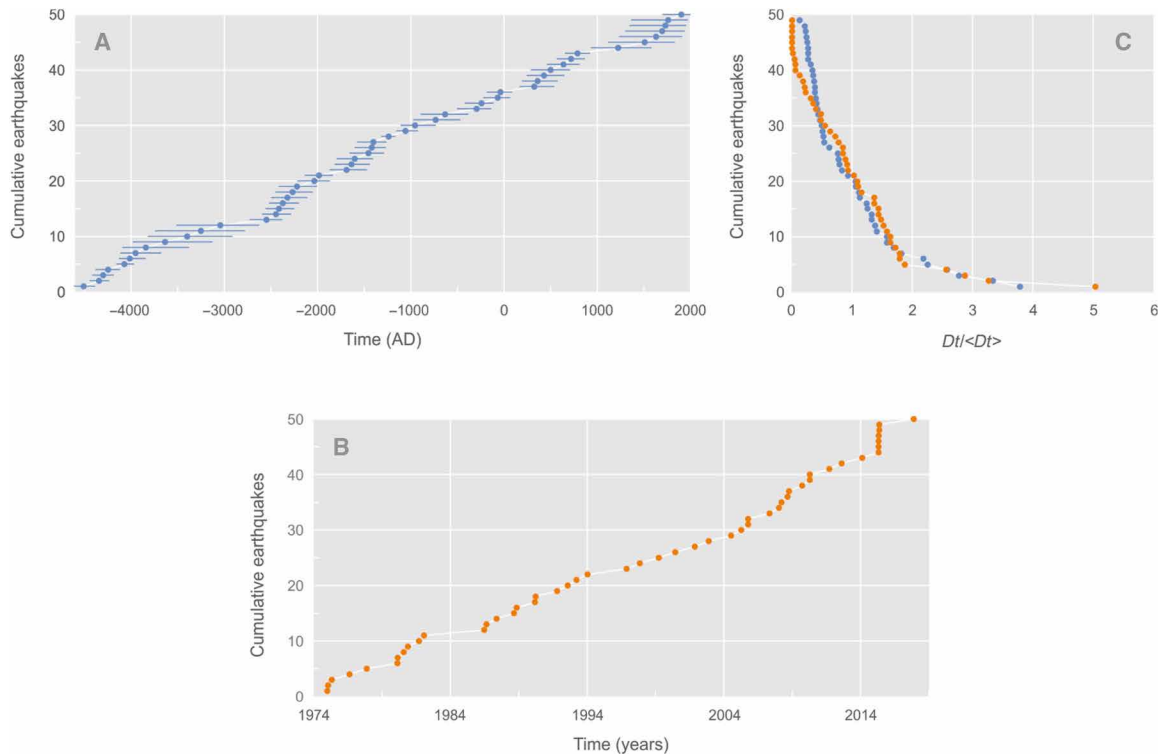 A
Cumulative earthquakes
50
40
30
20
10
0
−4000 −3000 −2000 −1000 0 1000 2000
Time (AD)
C
Cumulative earthquakes
50
40
30
20
10
0
0 1 2 3 4 5 6
Dt/<Dt>
B
Cumulative earthquakes
50
40
30
20
10
0
1974 1984 1994 2004 2014
Time (years)